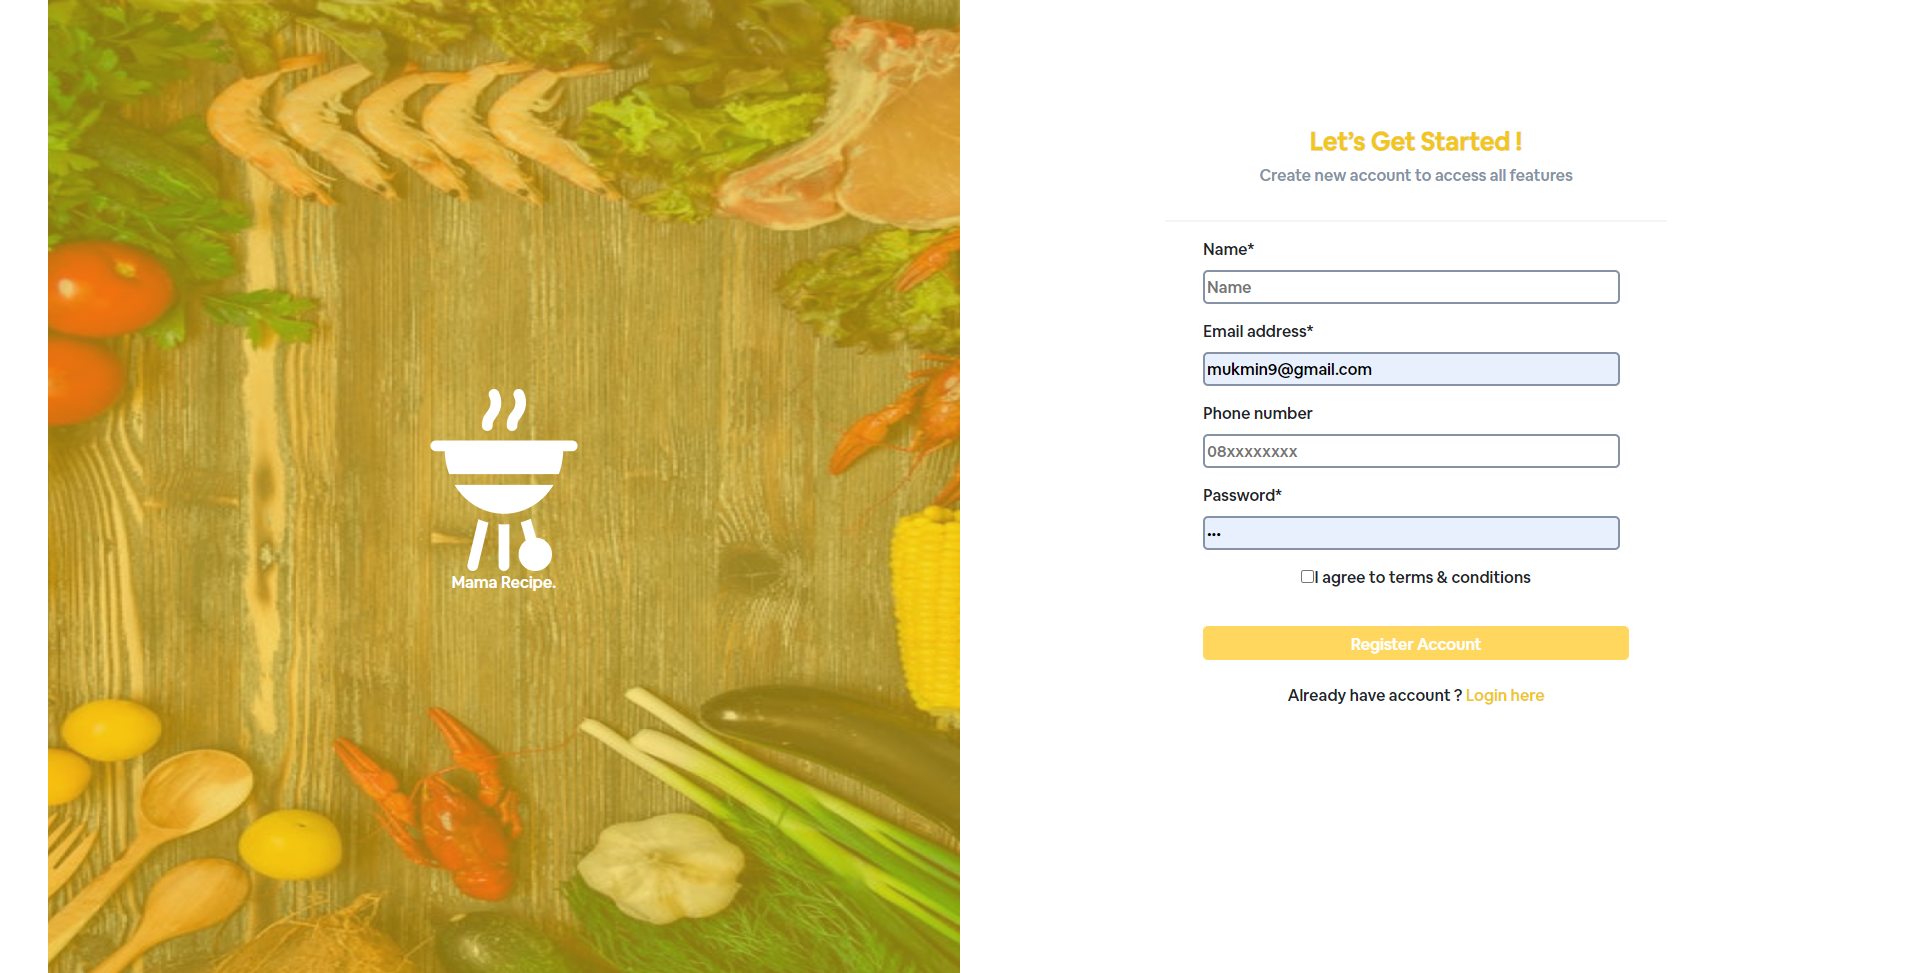 Mama Recipe.
Let's Get Started !
Create new account to access all features
Name*
Name
Email address*
mukmin9@gmail.com
Phone number
08xxxxxxxx
Password*
•••
I agree to terms & conditions
Register Account
Already have account ? Login here